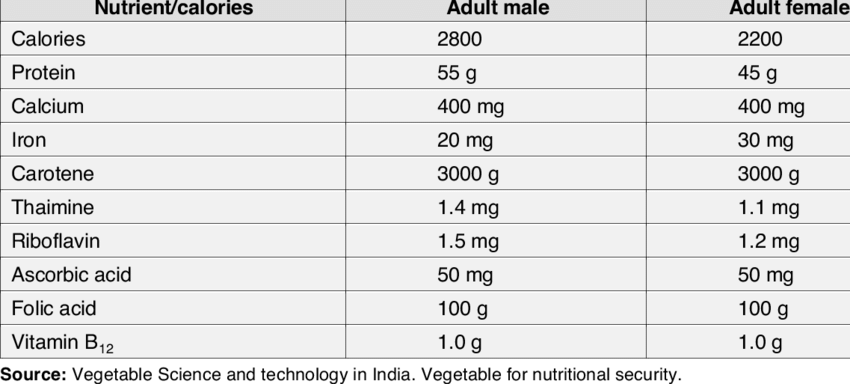 Nutrient/calories Adult male Adult female
Calories 2800 2200
Protein 55 g 45 g
Calcium 400 mg 400 mg
Iron 20 mg 30 mg
Carotene 3000 g 3000 g
Thaimine 1.4 mg 1.1 mg
Riboflavin 1.5 mg 1.2 mg
Ascorbic acid 50 mg 50 mg
Folic acid 100 g 100 g
Vitamin B12 1.0 g 1.0 g
Source: Vegetable Science and technology in India. Vegetable for nutritional security.